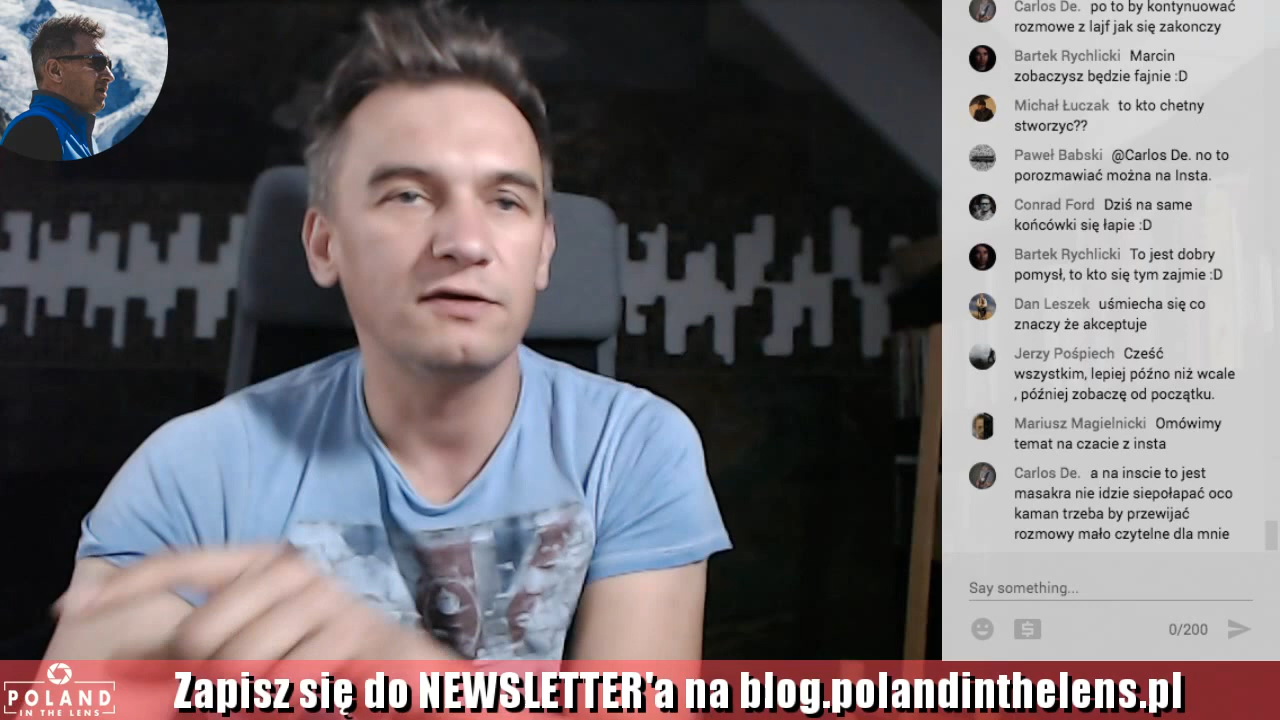 Carlos De. po to by kontynuować
rozmowe z lajf jak się zakonczy
Bartek Rychlicki Marcin
zobaczysz będzie fajnie :D
Michał Łuczak to kto chetny
stworzyc??
Paweł Babski @Carlos De. no to
porozmawiać można na Insta.
Conrad Ford Dziś na same
końcówki się łapie :D
Bartek Rychlicki To jest dobry
pomysł, to kto się tym zajmie :D
Dan Leszek uśmiecha się co
znaczy że akceptuje
Jerzy Pośpiech Cześć
wszystkim, lepiej późno niż wcale
, później zobaczę od początku.
Mariusz Magielnicki Omówimy
temat na czacie z insta
Carlos De. a na inscie to jest
masakra nie idzie siepołapać oco
kaman trzeba by przewijać
rozmowy mało czytelne dla mnie
Say something...
0/200
POLAND
IN THE LENS
Zapisz się do NEWSLETTER'a na blog.polandinthelens.pl